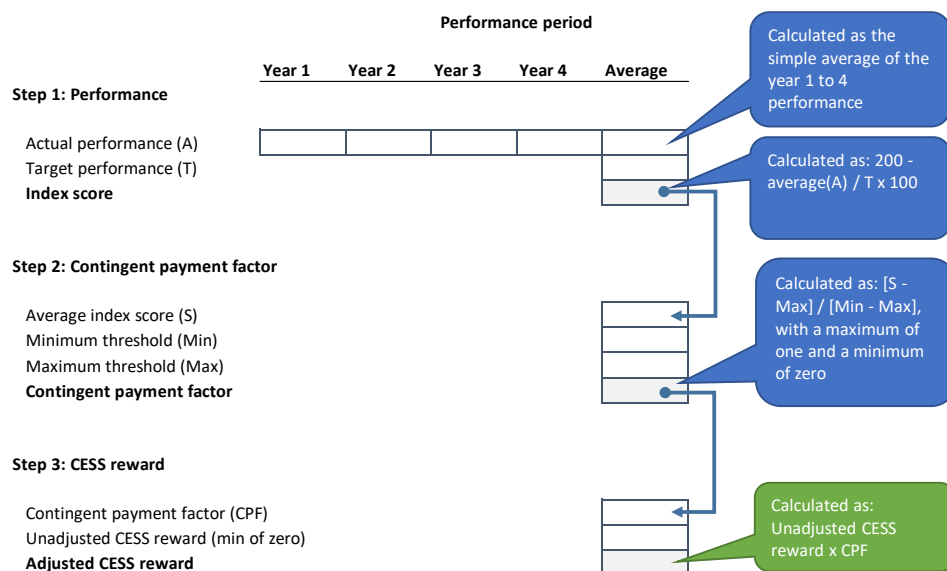 Performance period
Calculated as the
simple average of the
year 1 to 4
performance
Year 1 Year 2 Year 3 Year 4 Average
Step 1: Performance
Actual performance (A)
Target performance (T)
Index score
Calculated as: 200 -
average(A) / T x 100
Step 2: Contingent payment factor
Average index score (S)
Minimum threshold (Min)
Maximum threshold (Max)
Contingent payment factor
Calculated as: [S -
Max] / [Min - Max],
with a maximum of
one and a minimum
of zero
Step 3: CESS reward
Contingent payment factor (CPF)
Unadjusted CESS reward (min of zero)
Adjusted CESS reward
Calculated as:
Unadjusted CESS
reward x CPF